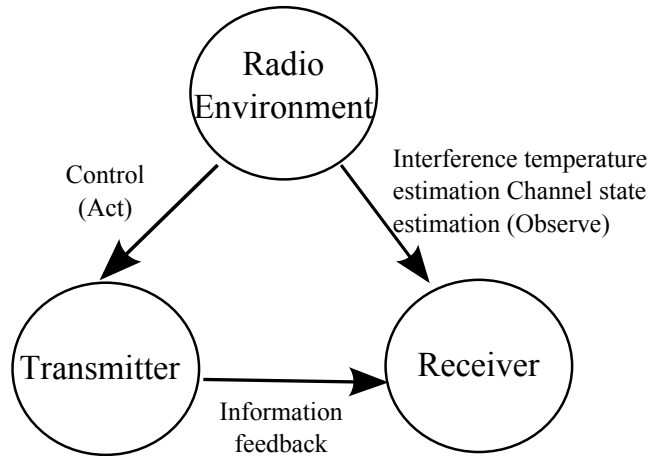 Radio
Environment
Control
(Act)
Interference temperature
estimation Channel state
estimation (Observe)
Transmitter
Receiver
Information
feedback